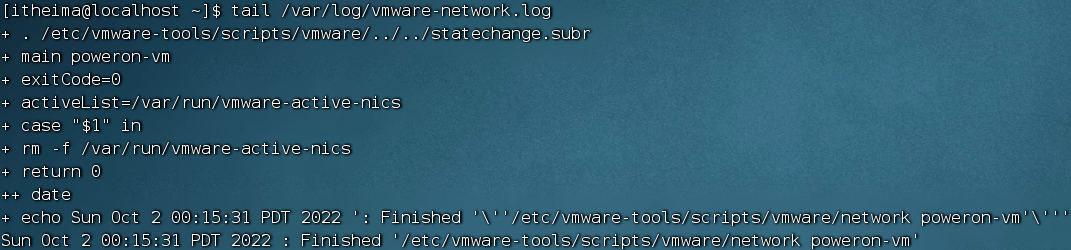 [itheima@localhost ~]$ tail /var/log/vmware-network.log
+ . /etc/vmware-tools/scripts/vmware/../../statechange.subr
+ main poweron-vm
+ exitCode=0
+ activeList=/var/run/vmware-active-nics
+ case "$1" in
+ rm -f /var/run/vmware-active-nics
+ return 0
++ date
+ echo Sun Oct 2 00:15:31 PDT 2022 ': Finished '\''/etc/vmware-tools/scripts/vmware/network poweron-vm'\'''
Sun Oct 2 00:15:31 PDT 2022 : Finished '/etc/vmware-tools/scripts/vmware/network poweron-vm'